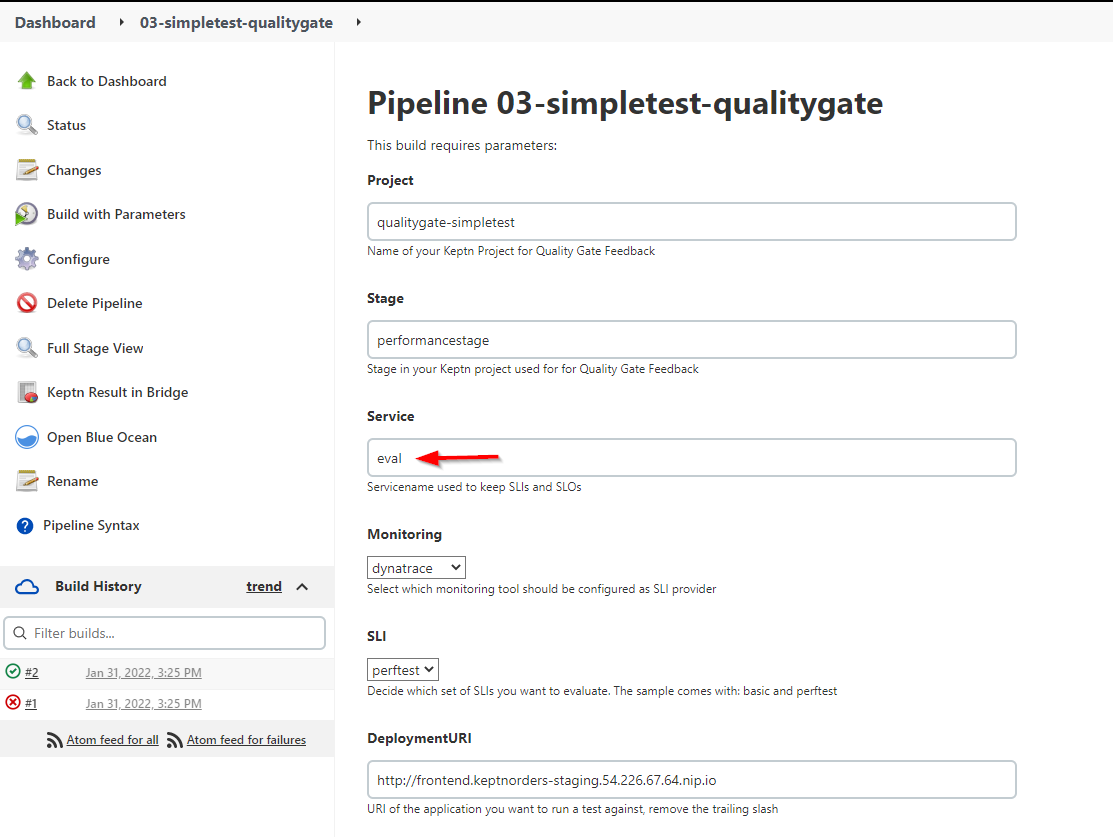 Dashboard 03-simpletest-qualitygate
Back to Dashboard
Status
Changes
Build with Parameters
Configure
Delete Pipeline
Full Stage View
Keptn Result in Bridge
Open Blue Ocean
Rename
? Pipeline Syntax
Build History trend
Filter builds...
#2 Jan 31, 2022, 3:25 PM
#1 Jan 31, 2022, 3:25 PM
Atom feed for all Atom feed for failures
Pipeline 03-simpletest-qualitygate
This build requires parameters:
Project
qualitygate-simpletest
Name of your Keptn Project for Quality Gate Feedback
Stage
performancestage
Stage in your Keptn project used for for Quality Gate Feedback
Service
eval
Servicename used to keep SLIs and SLOs
Monitoring
dynatrace
Select which monitoring tool should be configured as SLI provider
SLI
perftest
Decide which set of SLIs you want to evaluate. The sample comes with: basic and perftest
DeploymentURI
http://frontend.keptnorders-staging.54.226.67.64.nip.io
URI of the application you want to run a test against, remove the trailing slash